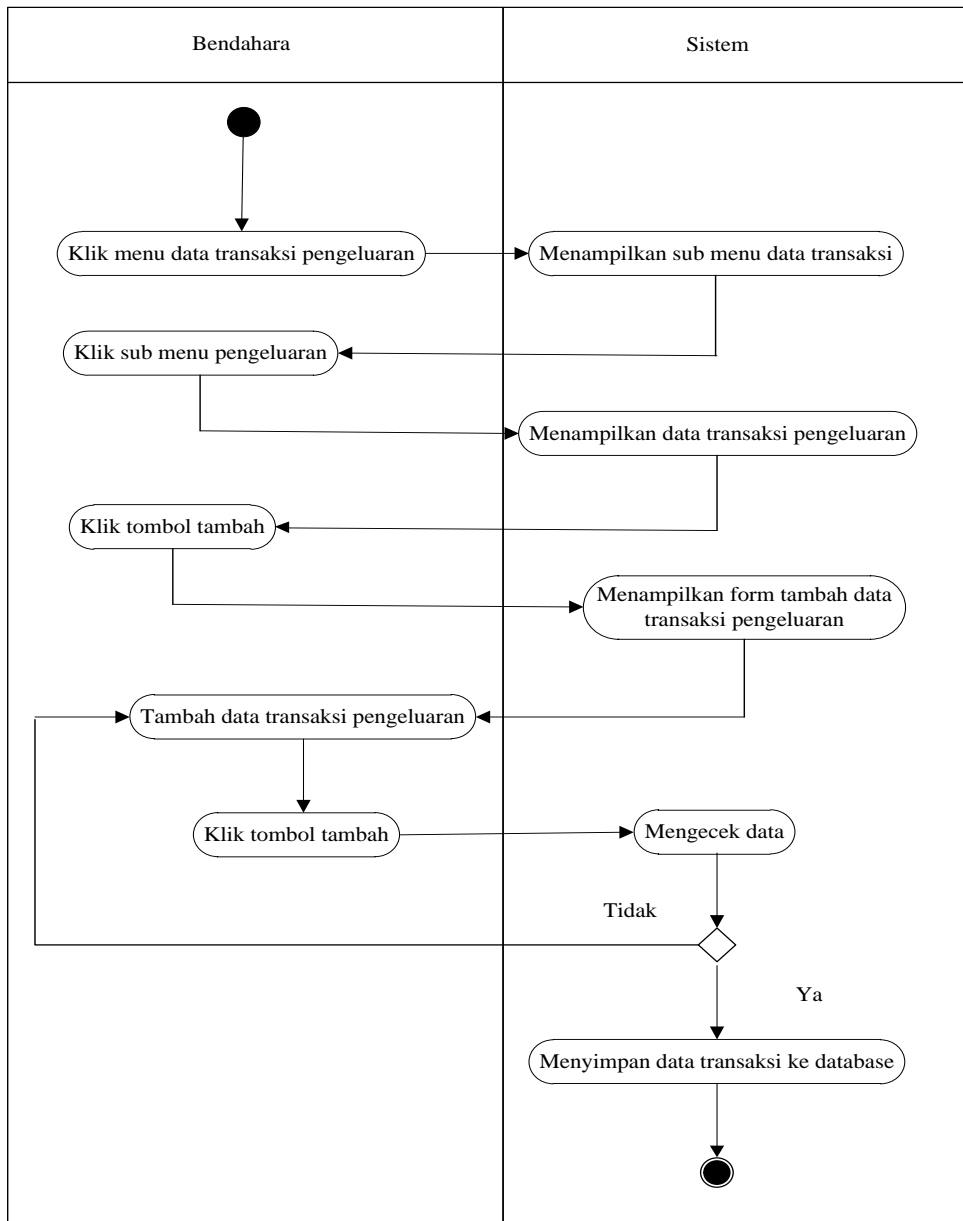 Bendahara
Sistem
Klik menu data transaksi pengeluaran
Menampilkan sub menu data transaksi
Klik sub menu pengeluaran
Menampilkan data transaksi pengeluaran
Klik tombol tambah
Menampilkan form tambah data
transaksi pengeluaran
Tambah data transaksi pengeluaran
Klik tombol tambah
Mengecek data
Tidak
Ya
Menyimpan data transaksi ke database